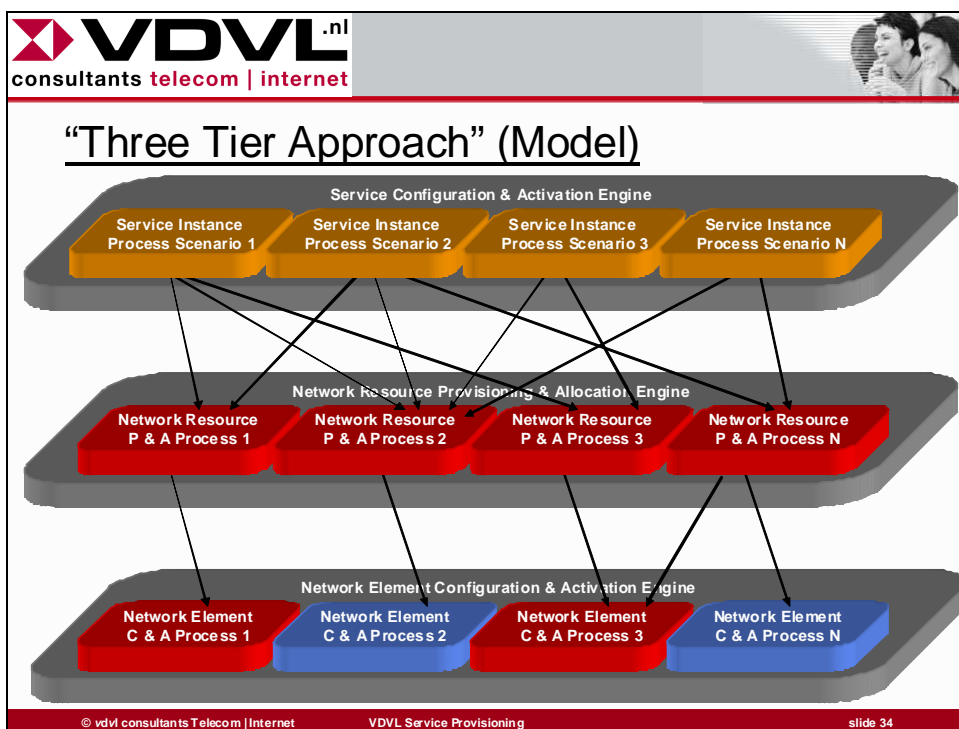 VDVL.nl
consultants telecom | internet
“Three Tier Approach” (Model)
Service Configuration & Activation Engine
Service Instance
Process Scenario 1
Service Instance
Process Scenario 2
Service Instance
Process Scenario 3
Service Instance
Process Scenario N
Network Resource Provisioning & Allocation Engine
Network Resource
P & A Process 1
Network Resource
P & A Process 2
Network Resource
P & A Process 3
Network Resource
P & A Process N
Network Element Configuration & Activation Engine
Network Element
C & A Process 1
Network Element
C & A Process 2
Network Element
C & A Process 3
Network Element
C & A Process N
© vdvl consultants Telecom | Internet
VDVL Service Provisioning
slide 34